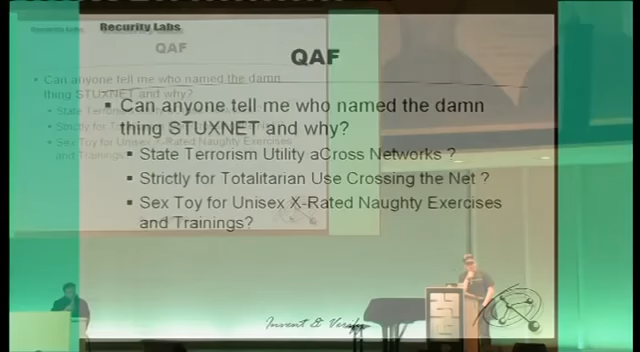 Recurity Labs
QAF
Can anyone tell me who named the damn
thing STUXNET and why?
State Terrorism Utility aCross Networks ?
Strictly for Totalitarian Use Crossing the Net ?
Sex Toy for Unisex X-Rated Naughty Exercises
and Trainings?
Invent & Verify